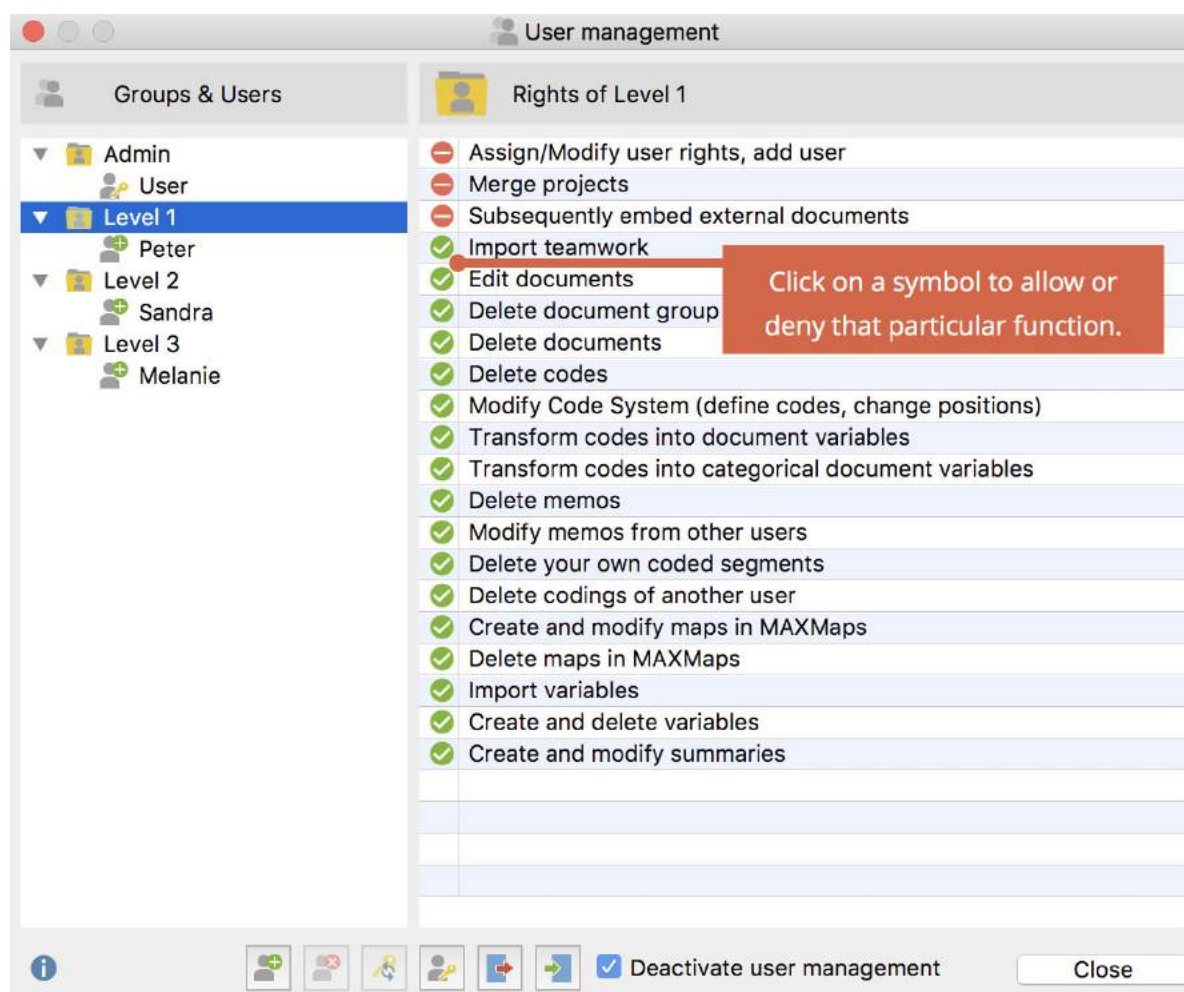 User management
Groups & Users
Rights of Level 1
Admin
User
Level 1
Peter
Level 2
Sandra
Level 3
Melanie
Assign/Modify user rights, add user
Merge projects
Subsequently embed external documents
Import teamwork
Edit documents
Delete document group
Delete documents
Delete codes
Modify Code System (define codes, change positions)
Transform codes into document variables
Transform codes into categorical document variables
Delete memos
Modify memos from other users
Delete your own coded segments
Delete codings of another user
Create and modify maps in MAXMaps
Delete maps in MAXMaps
Import variables
Create and delete variables
Create and modify summaries
Click on a symbol to allow or
deny that particular function.
Deactivate user management
Close